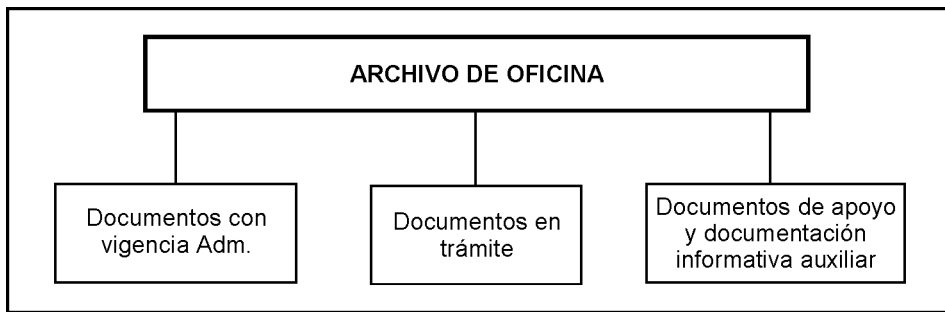 ARCHIVO DE OFICINA
Documentos con
vigencia Adm.
Documentos en
trámite
Documentos de apoyo
y documentación
informativa auxiliar